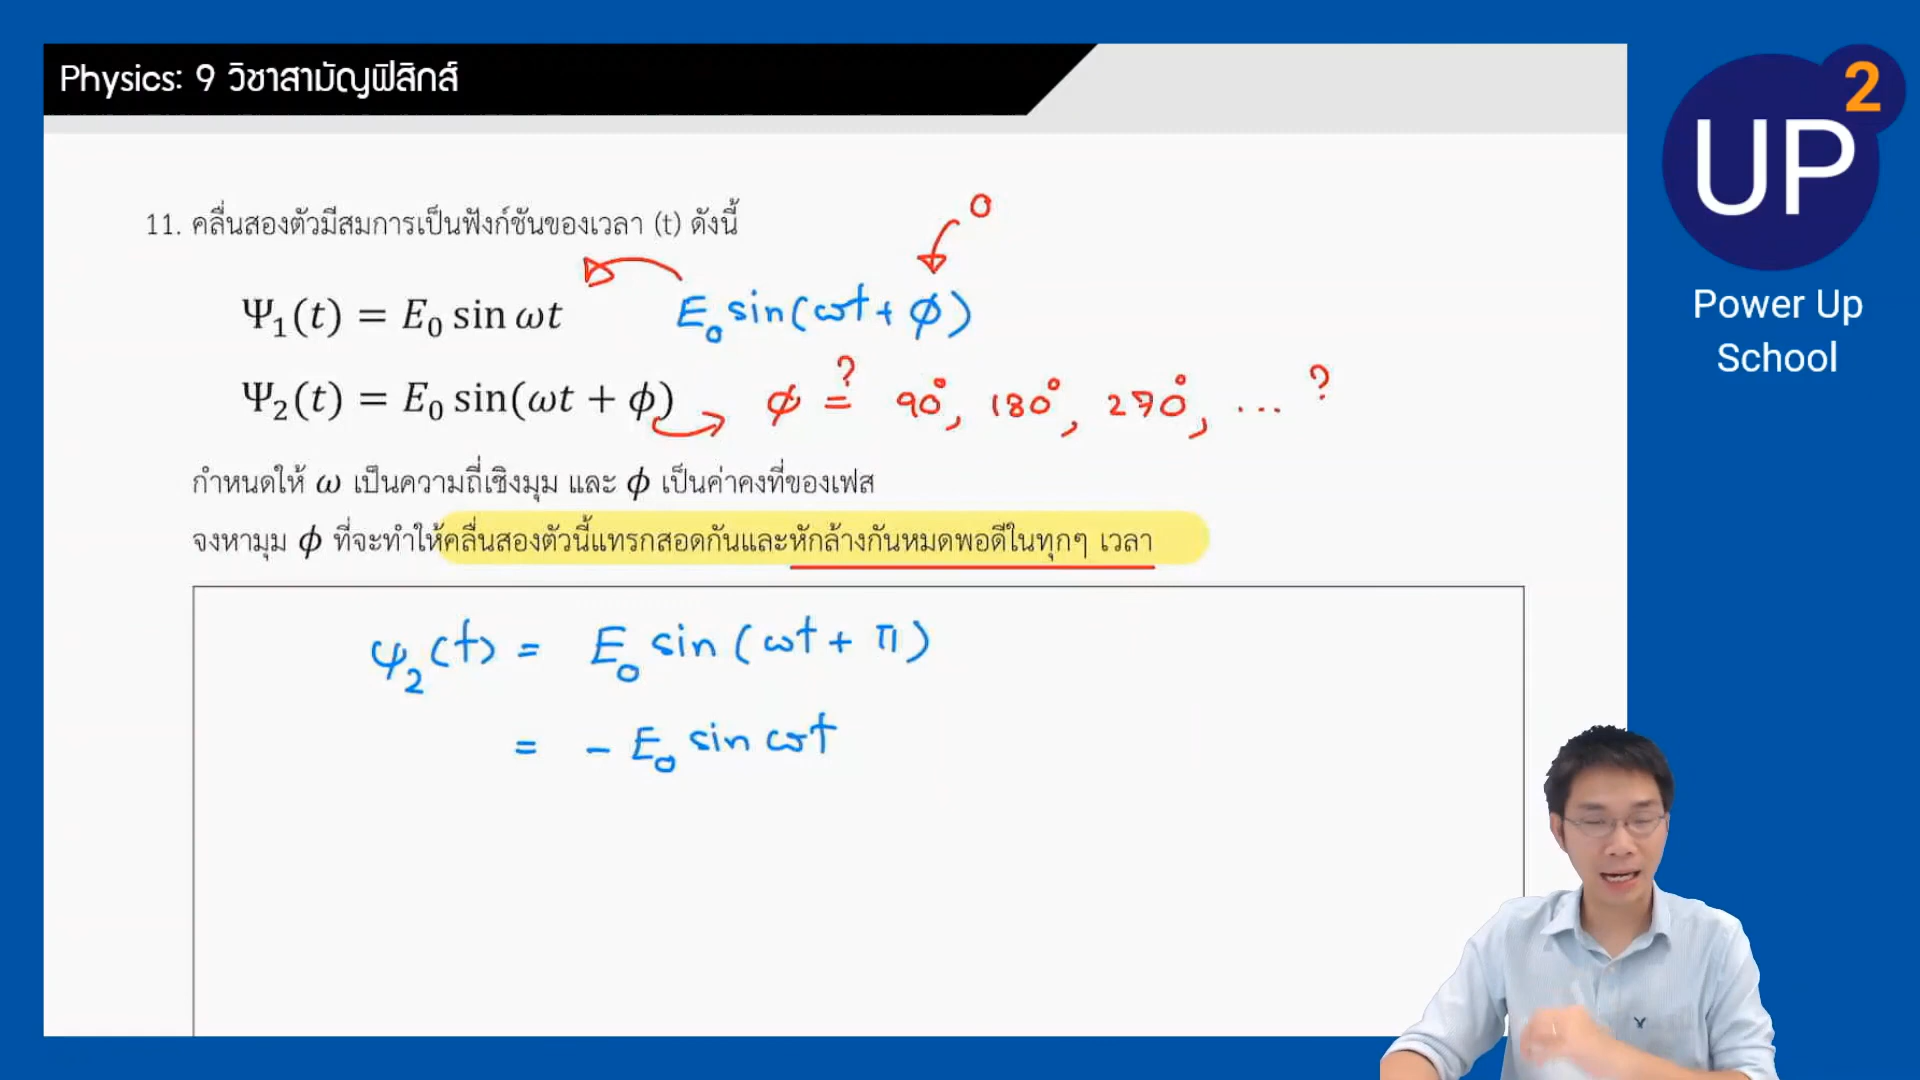 Physics: 9 วิชาสามัญฟิสิกส์
2
UP
Power Up
School
11. คลื่นสองตัวมีสมการเป็นฟังก์ชันของเวลา (t) ดังนี้
0
Ψ₁(t) = E₀ sin ωt
E₀ sin(ωt + ϕ)
Ψ₂(t) = E₀ sin(ωt + ϕ)
ϕ =? 90°, 180°, 270°, ... ?
กำหนดให้ ω เป็นความถี่เชิงมุม และ ϕ เป็นค่าคงที่ของเฟส
จงหามุม ϕ ที่จะทำให้คลื่นสองตัวนี้แทรกสอดกันและหักล้างกันหมดพอดีในทุกๆ เวลา
ψ₂(t) = E₀ sin(ωt + π)
= - E₀ sin ωt